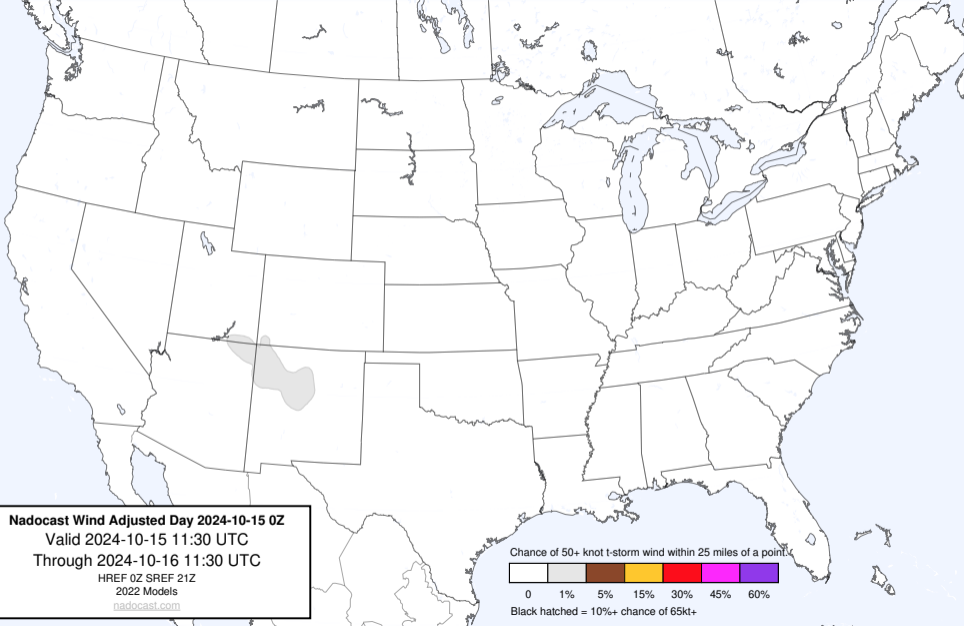 Nadocast Wind Adjusted Day 2024-10-15 0Z
Valid 2024-10-15 11:30 UTC
Through 2024-10-16 11:30 UTC
HREF 0Z SREF 21Z
2022 Models
nadocast.com
Chance of 50+ knot t-storm wind within 25 miles of a point.
0 1% 5% 15% 30% 45% 60%
Black hatched = 10%+ chance of 65kt+